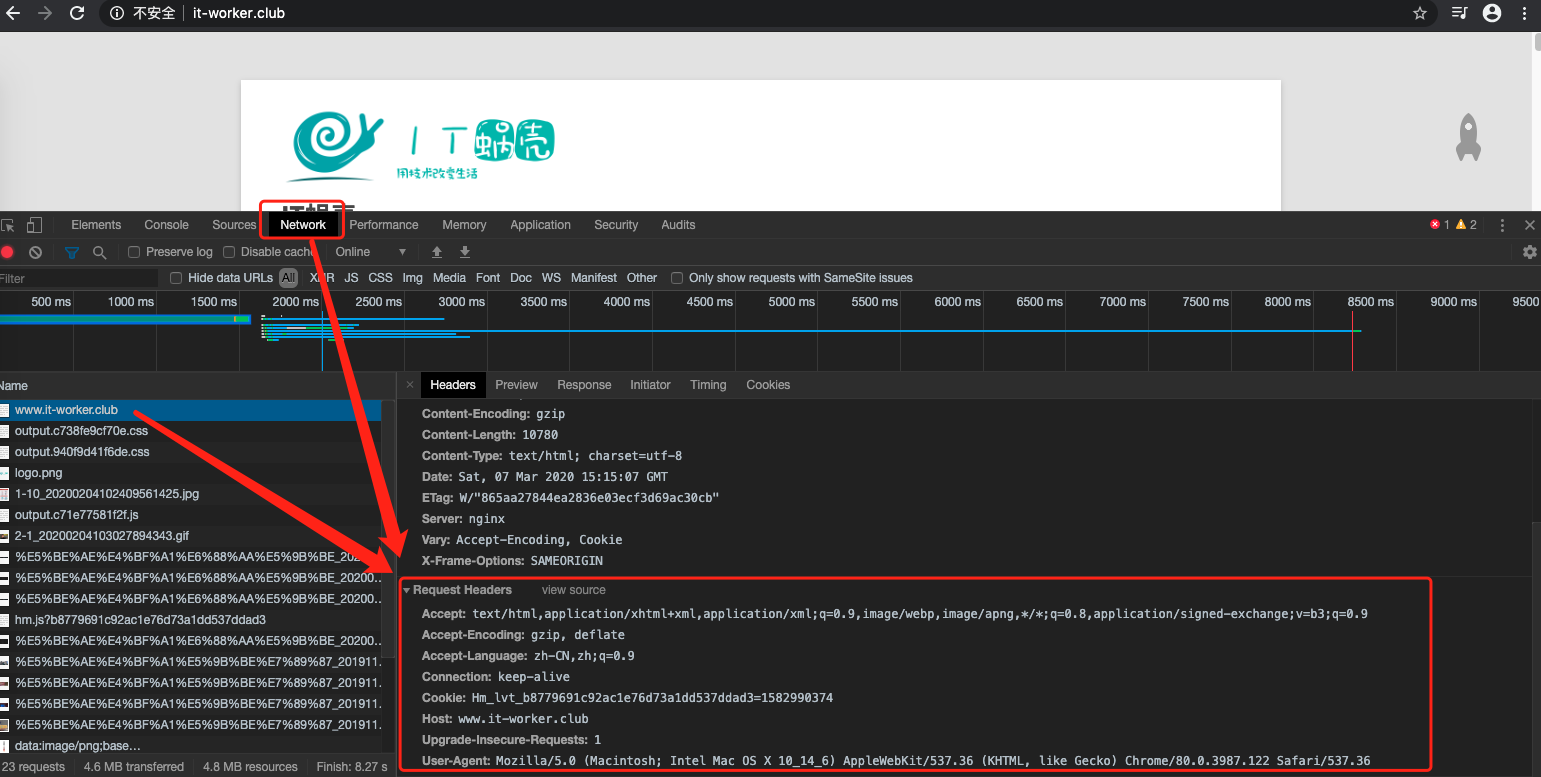 不安全 | it-worker.club
IT蜗壳
用技术改变生活
Elements Console Sources Network Performance Memory Application Security Audits 1 2
Preserve log Disable cache Online
Filter Hide data URLs All XHR JS CSS Img Media Font Doc WS Manifest Other Only show requests with SameSite issues
500 ms 1000 ms 1500 ms 2000 ms 2500 ms 3000 ms 3500 ms 4000 ms 4500 ms 5000 ms 5500 ms 6000 ms 6500 ms 7000 ms 7500 ms 8000 ms 8500 ms 9000 ms 9500
Name
www.it-worker.club
output.c738fe9cf70e.css
output.940f9d41f6de.css
logo.png
1-10_20200204102409561425.jpg
output.c71e77581f2f.js
2-1_20200204103027894343.gif
%E5%BE%AE%E4%BF%A1%E6%88%AA%E5%9B%BE_202
%E5%BE%AE%E4%BF%A1%E6%88%AA%E5%9B%BE_20200...
%E5%BE%AE%E4%BF%A1%E6%88%AA%E5%9B%BE_20200...
hm.js?b8779691c92ac1e76d73a1dd537ddad3
%E5%BE%AE%E4%BF%A1%E6%88%AA%E5%9B%BE_20200...
%E5%BE%AE%E4%BF%A1%E5%9B%BE%E7%89%87_201911.
%E5%BE%AE%E4%BF%A1%E5%9B%BE%E7%89%87_201911.
%E5%BE%AE%E4%BF%A1%E5%9B%BE%E7%89%87_201911.
%E5%BE%AE%E4%BF%A1%E5%9B%BE%E7%89%87_201911.
data:image/png;base...
23 requests 4.6 MB transferred 4.8 MB resources Finish: 8.27 s
Headers Preview Response Initiator Timing Cookies
Content-Encoding: gzip
Content-Length: 10780
Content-Type: text/html; charset=utf-8
Date: Sat, 07 Mar 2020 15:15:07 GMT
ETag: W/"865aa27844ea2836e03ecf3d69ac30cb"
Server: nginx
Vary: Accept-Encoding, Cookie
X-Frame-Options: SAMEORIGIN
Request Headers view source
Accept: text/html,application/xhtml+xml,application/xml;q=0.9,image/webp,image/apng,*/*;q=0.8,application/signed-exchange;v=b3;q=0.9
Accept-Encoding: gzip, deflate
Accept-Language: zh-CN,zh;q=0.9
Connection: keep-alive
Cookie: Hm_lvt_b8779691c92ac1e76d73a1dd537ddad3=1582990374
Host: www.it-worker.club
Upgrade-Insecure-Requests: 1
User-Agent: Mozilla/5.0 (Macintosh; Intel Mac OS X 10_14_6) AppleWebKit/537.36 (KHTML, like Gecko) Chrome/80.0.3987.122 Safari/537.36